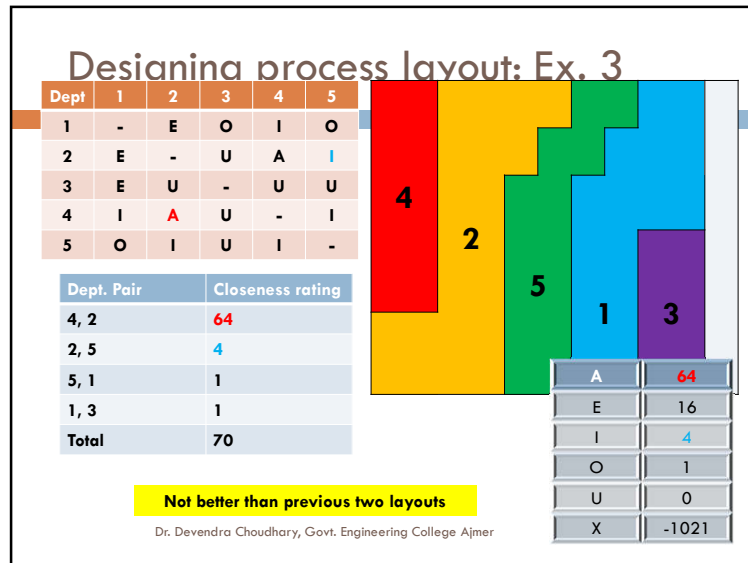 Designing process layout: Ex. 3
Dept 1 2 3 4 5
1 - E O I O
2 E - U A I
3 E U - U U
4 I A U - I
5 O I U I -
Dept. Pair Closeness rating
4, 2 64
2, 5 4
5, 1 1
1, 3 1
Total 70
4
2
5
1
3
A 64
E 16
I 4
O 1
U 0
X -1021
Not better than previous two layouts
Dr. Devendra Choudhary, Govt. Engineering College Ajmer